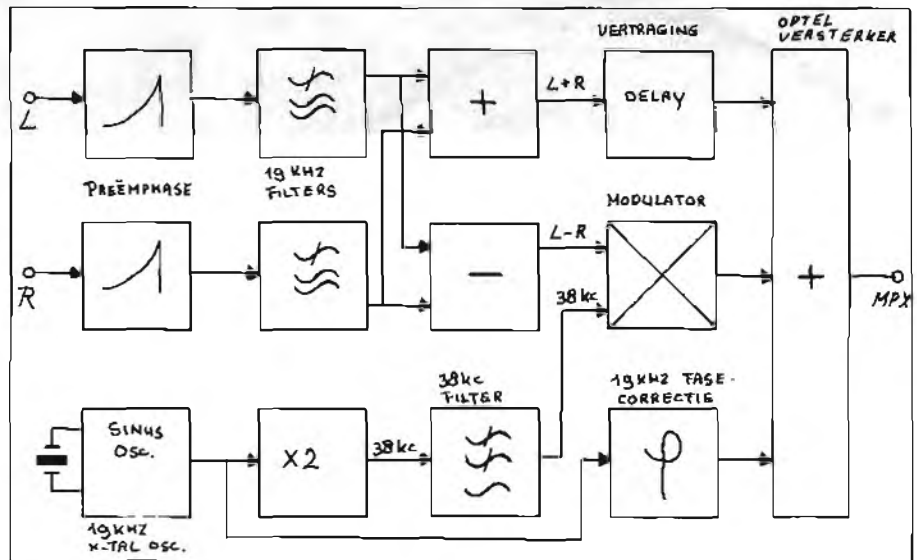 VERTRAGING
OPTEL
VERSTERKER
L
+
L+R
DELAY
19 KHZ
FILTERS
PREËMPHASE
MODULATOR
R
−
L-R
38kc
+
MPX
38kc
FILTER
19KHZ FASE-
CORRECTIE
SINUS
OSC.
X2
38kc
φ
19KHZ
X-TAL OSC.